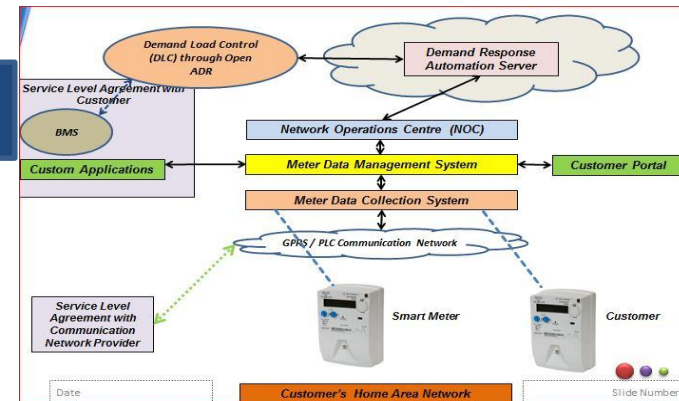 Demand Load Control
(DLC) through Open
ADR
Demand Response
Automation Server
Service Level Agreement with
Customer
BMS
Network Operations Centre (NOC)
Custom Applications
Meter Data Management System
Customer Portal
Meter Data Collection System
GPRS / PLC Communication Network
Service Level
Agreement with
Communication
Network Provider
Smart Meter
Customer
Date
Customer's Home Area Network
Slide Number